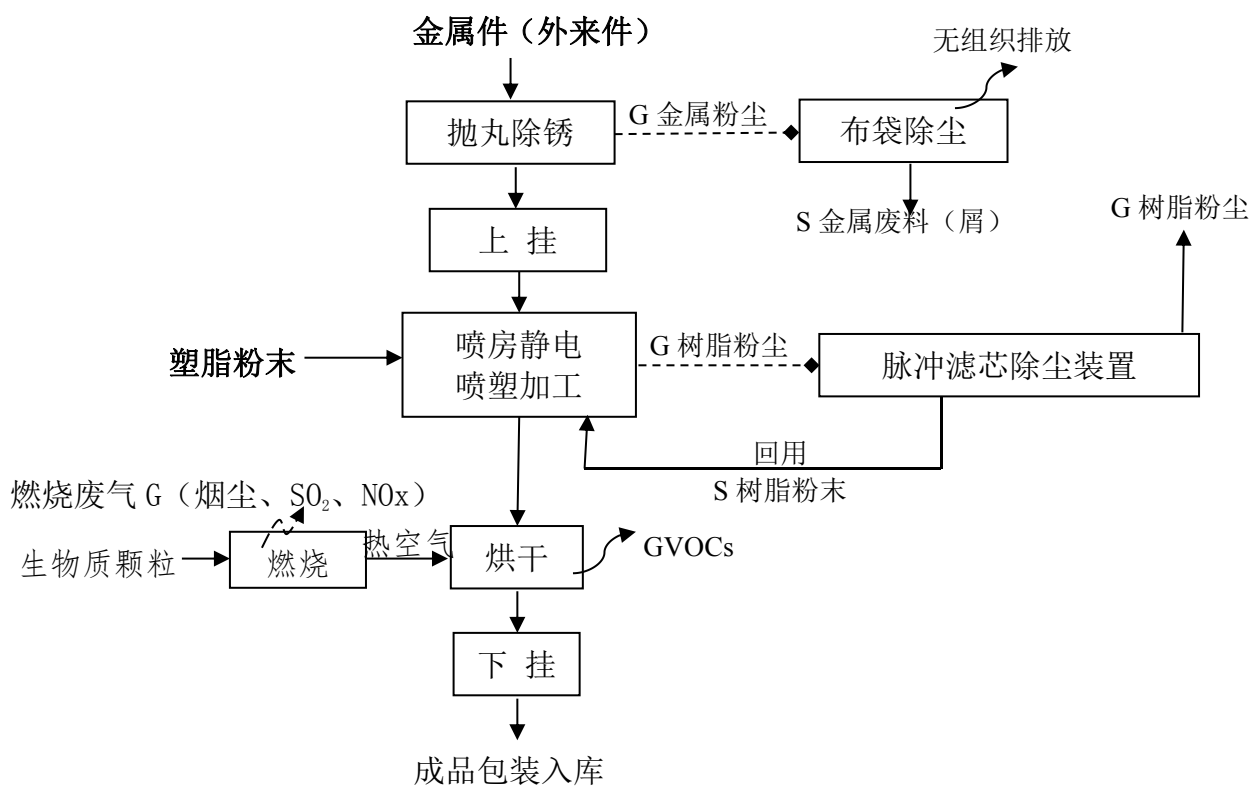 金属件（外来件）
无组织排放
抛丸除锈
G 金属粉尘
布袋除尘
S 金属废料（屑）
G 树脂粉尘
上 挂
塑脂粉末
喷房静电
喷塑加工
G 树脂粉尘
脉冲滤芯除尘装置
回用
S 树脂粉末
燃烧废气 G（烟尘、SO₂、NOx）
生物质颗粒
燃烧
热空气
烘干
GVOCs
下 挂
成品包装入库